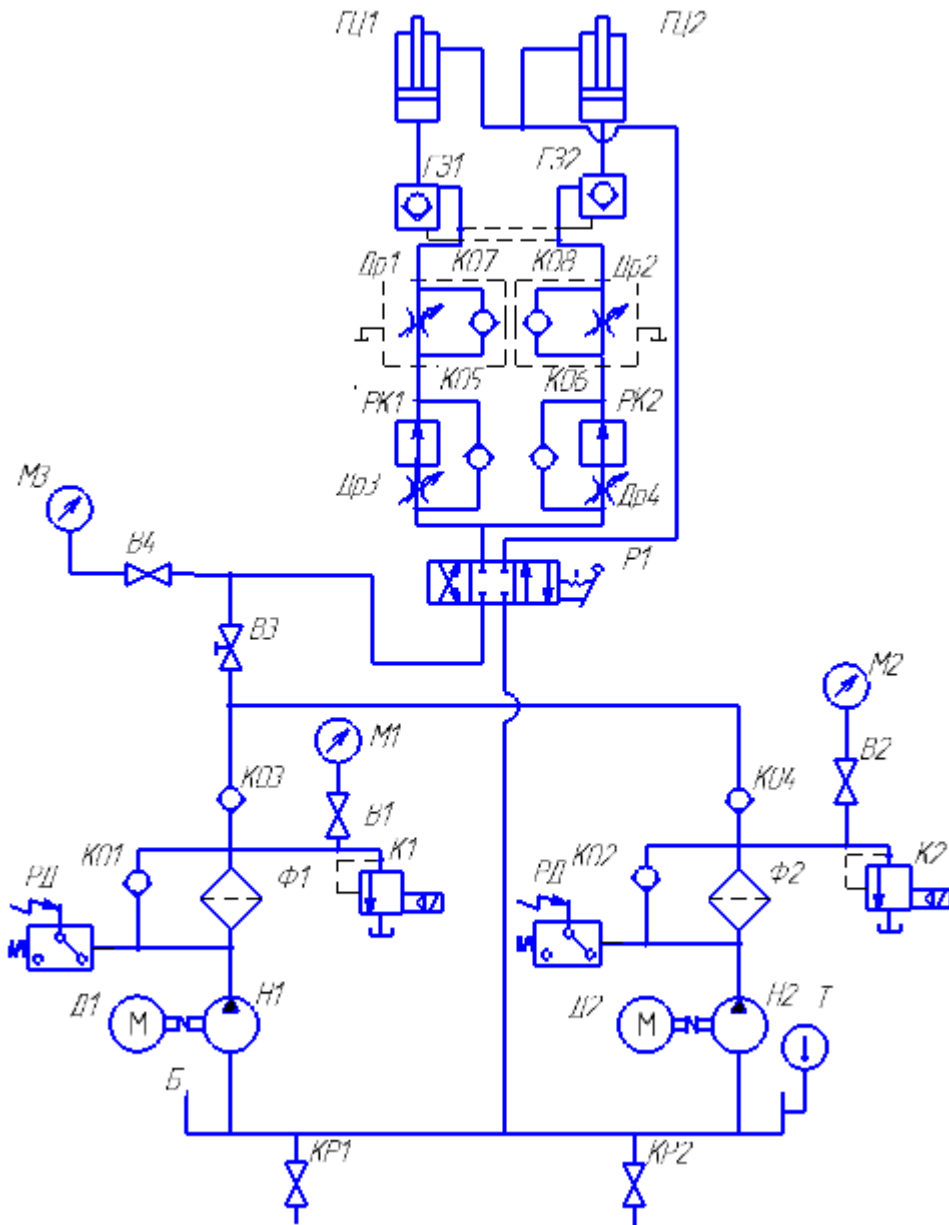 ГЦ1
ГЦ2
ГЗ1
ГЗ2
Др1
КО7
КО8
Др2
КО5
КО6
РК1
РК2
М3
Др3
Др4
В4
Р1
В3
М2
М1
В2
КО3
КО4
В1
КО1
К1
КО2
К2
РД
Ф1
РД
Ф2
Д1
М
Н1
Д2
М
Н2
Т
Б
КР1
КР2